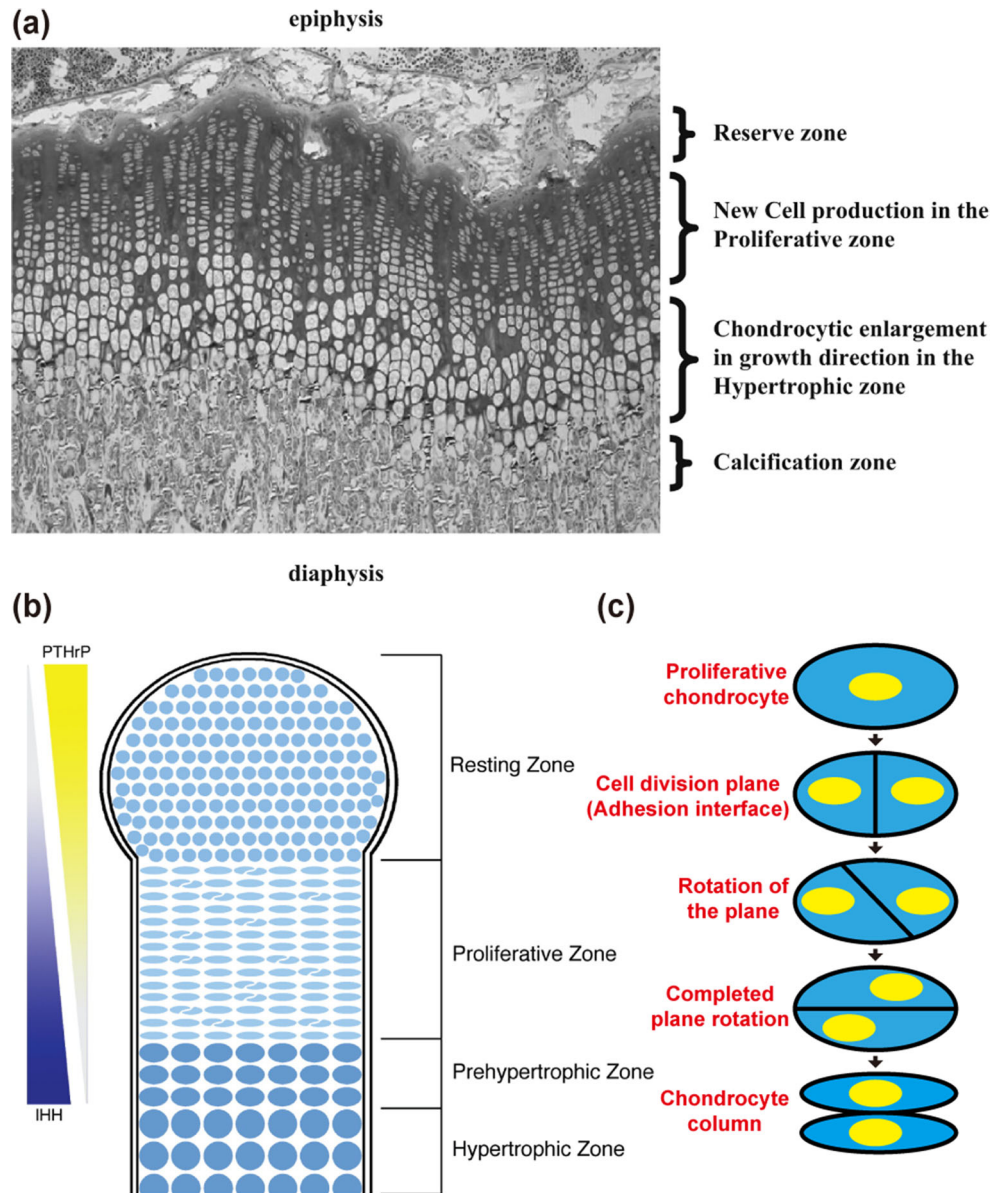 (a)
epiphysis
Reserve zone
New Cell production in the
Proliferative zone
Chondrocytic enlargement
in growth direction in the
Hypertrophic zone
Calcification zone
diaphysis
(b)
PTHrP
IHH
Resting Zone
Proliferative Zone
Prehypertrophic Zone
Hypertrophic Zone
(c)
Proliferative
chondrocyte
Cell division plane
(Adhesion interface)
Rotation of
the plane
Completed
plane rotation
Chondrocyte
column